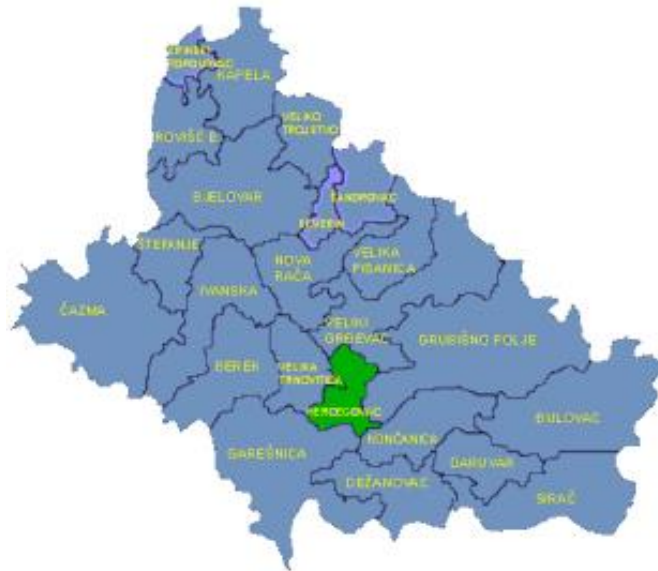 KAPELA
VELIKO
TROJSTVO
ROVIŠĆE
BJELOVAR
ŠANDROVAC
SEVERIN
ŠTEFANJE
NOVA
RAČA
VELIKA
PISANICA
IVANSKA
ČAZMA
VELIKI
GRĐEVAC
GRUBIŠNO POLJE
BEREK
VELIKA
TRNOVITICA
HERCEGOVAC
ĐULOVAC
KONČANICA
GAREŠNICA
DARUVAR
DEŽANOVAC
SIRAČ